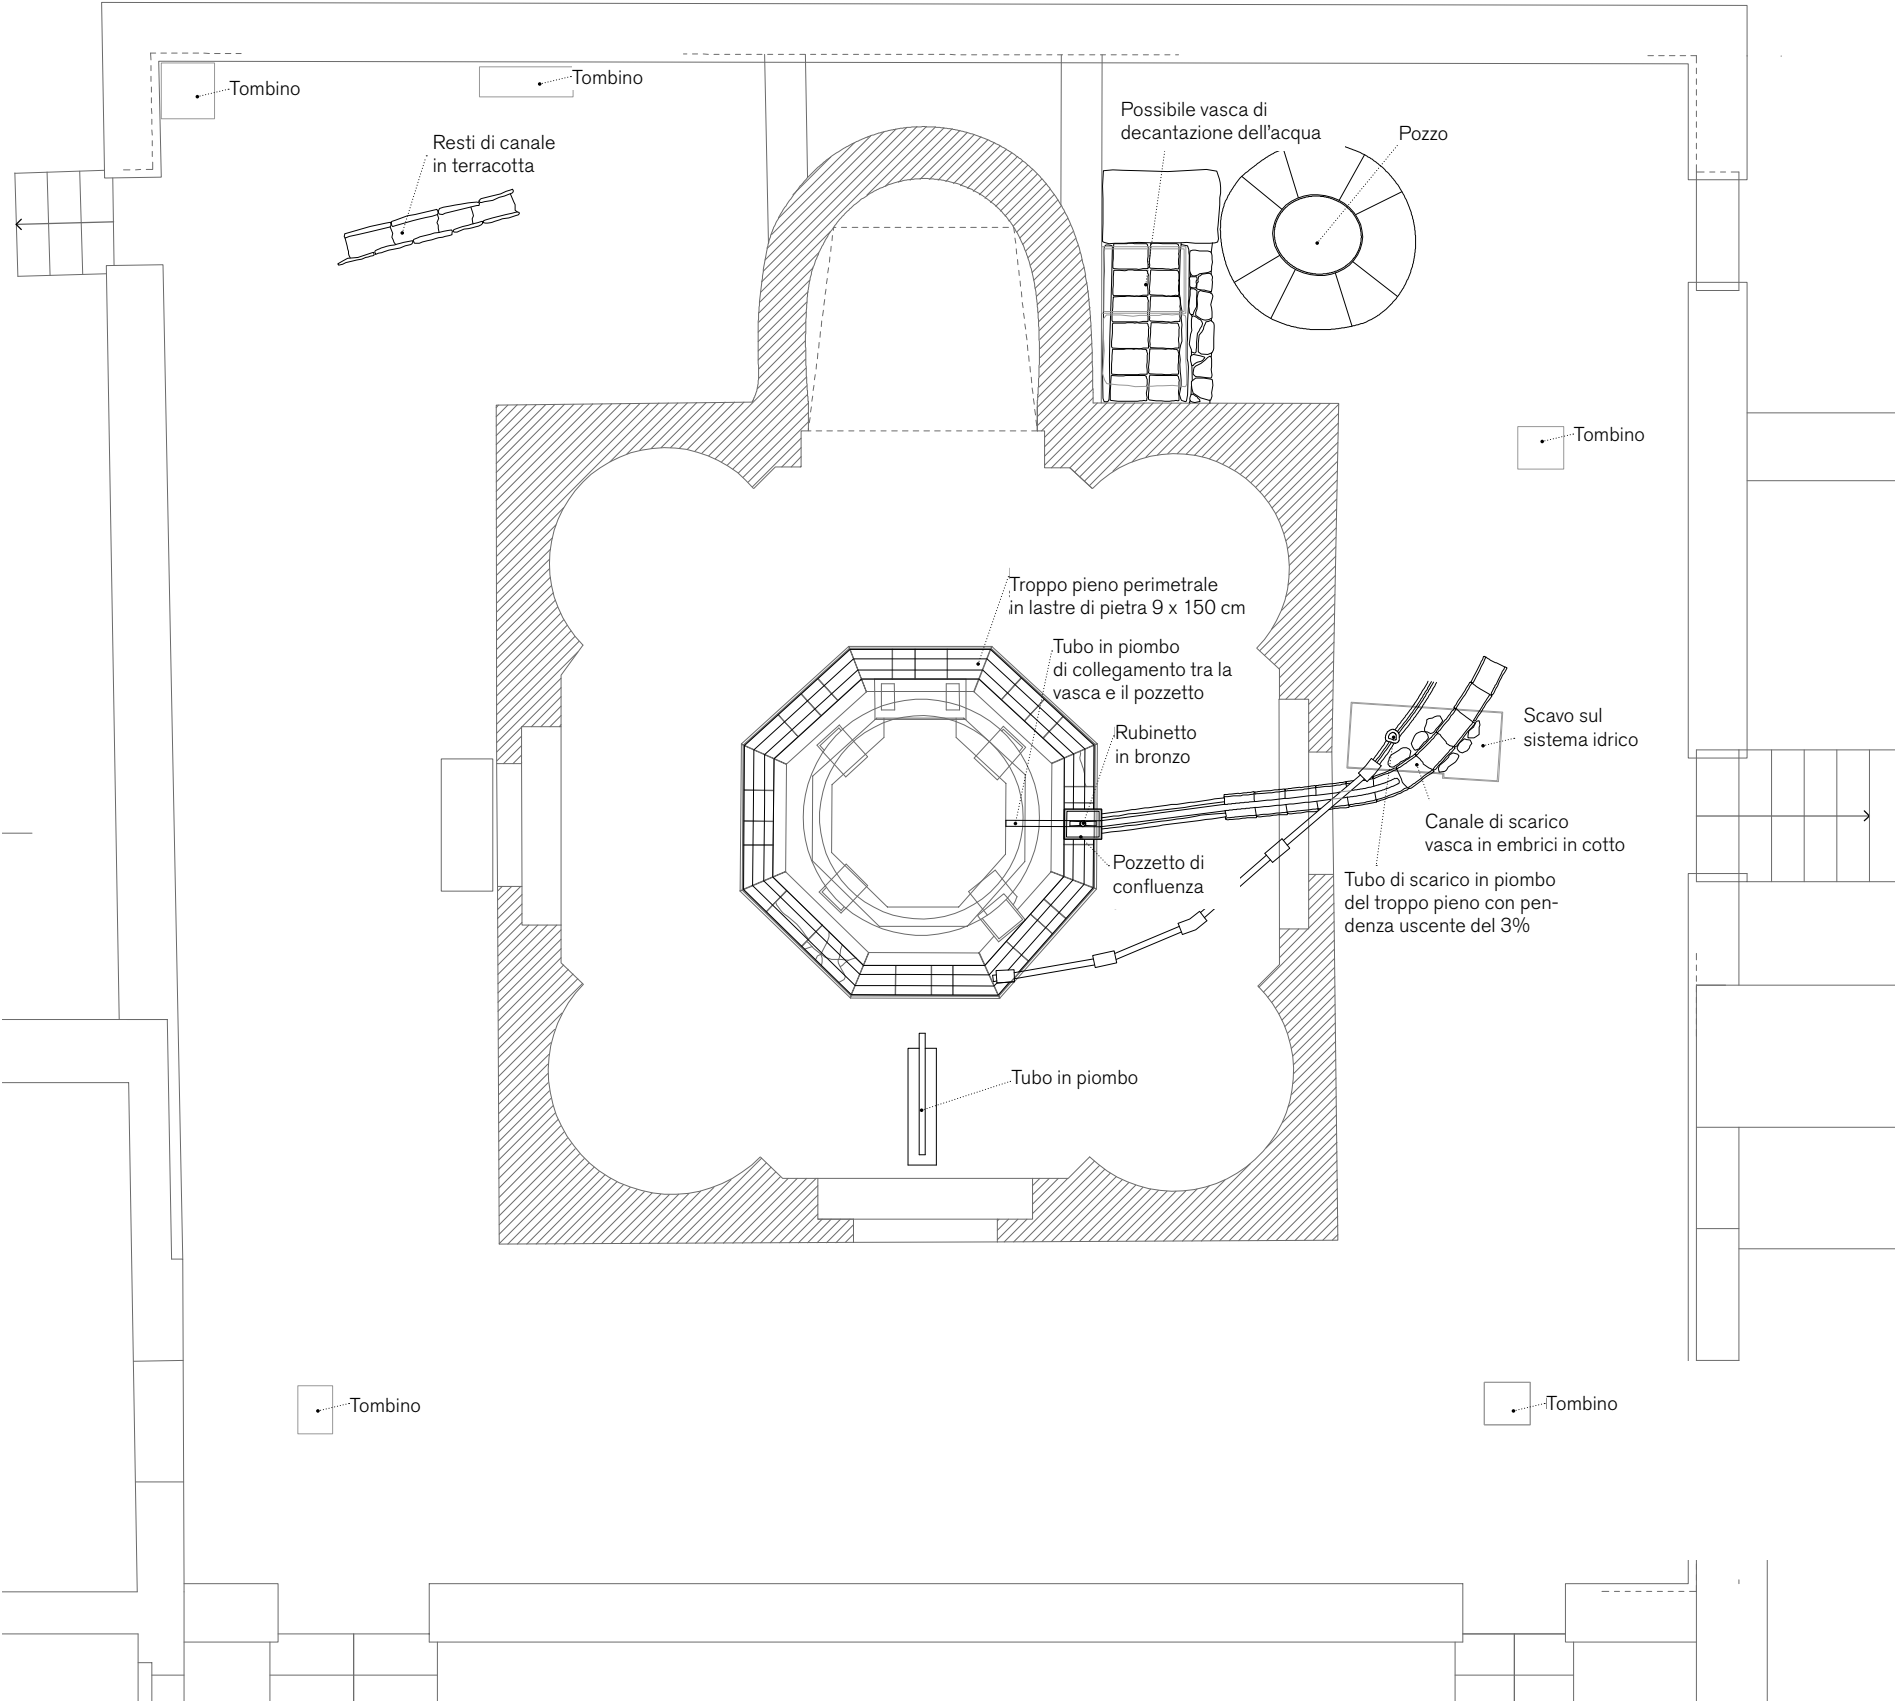 Tombino
Tombino
Resti di canale
in terracotta
Possibile vasca di
decantazione dell'acqua
Pozzo
Tombino
Troppo pieno perimetrale
in lastre di pietra 9 x 150 cm
Tubo in piombo
di collegamento tra la
vasca e il pozzetto
Rubinetto
in bronzo
Scavo sul
sistema idrico
Canale di scarico
vasca in embrici in cotto
Pozzetto di
confluenza
Tubo di scarico in piombo
del troppo pieno con pen-
denza uscente del 3%
Tubo in piombo
Tombino
Tombino